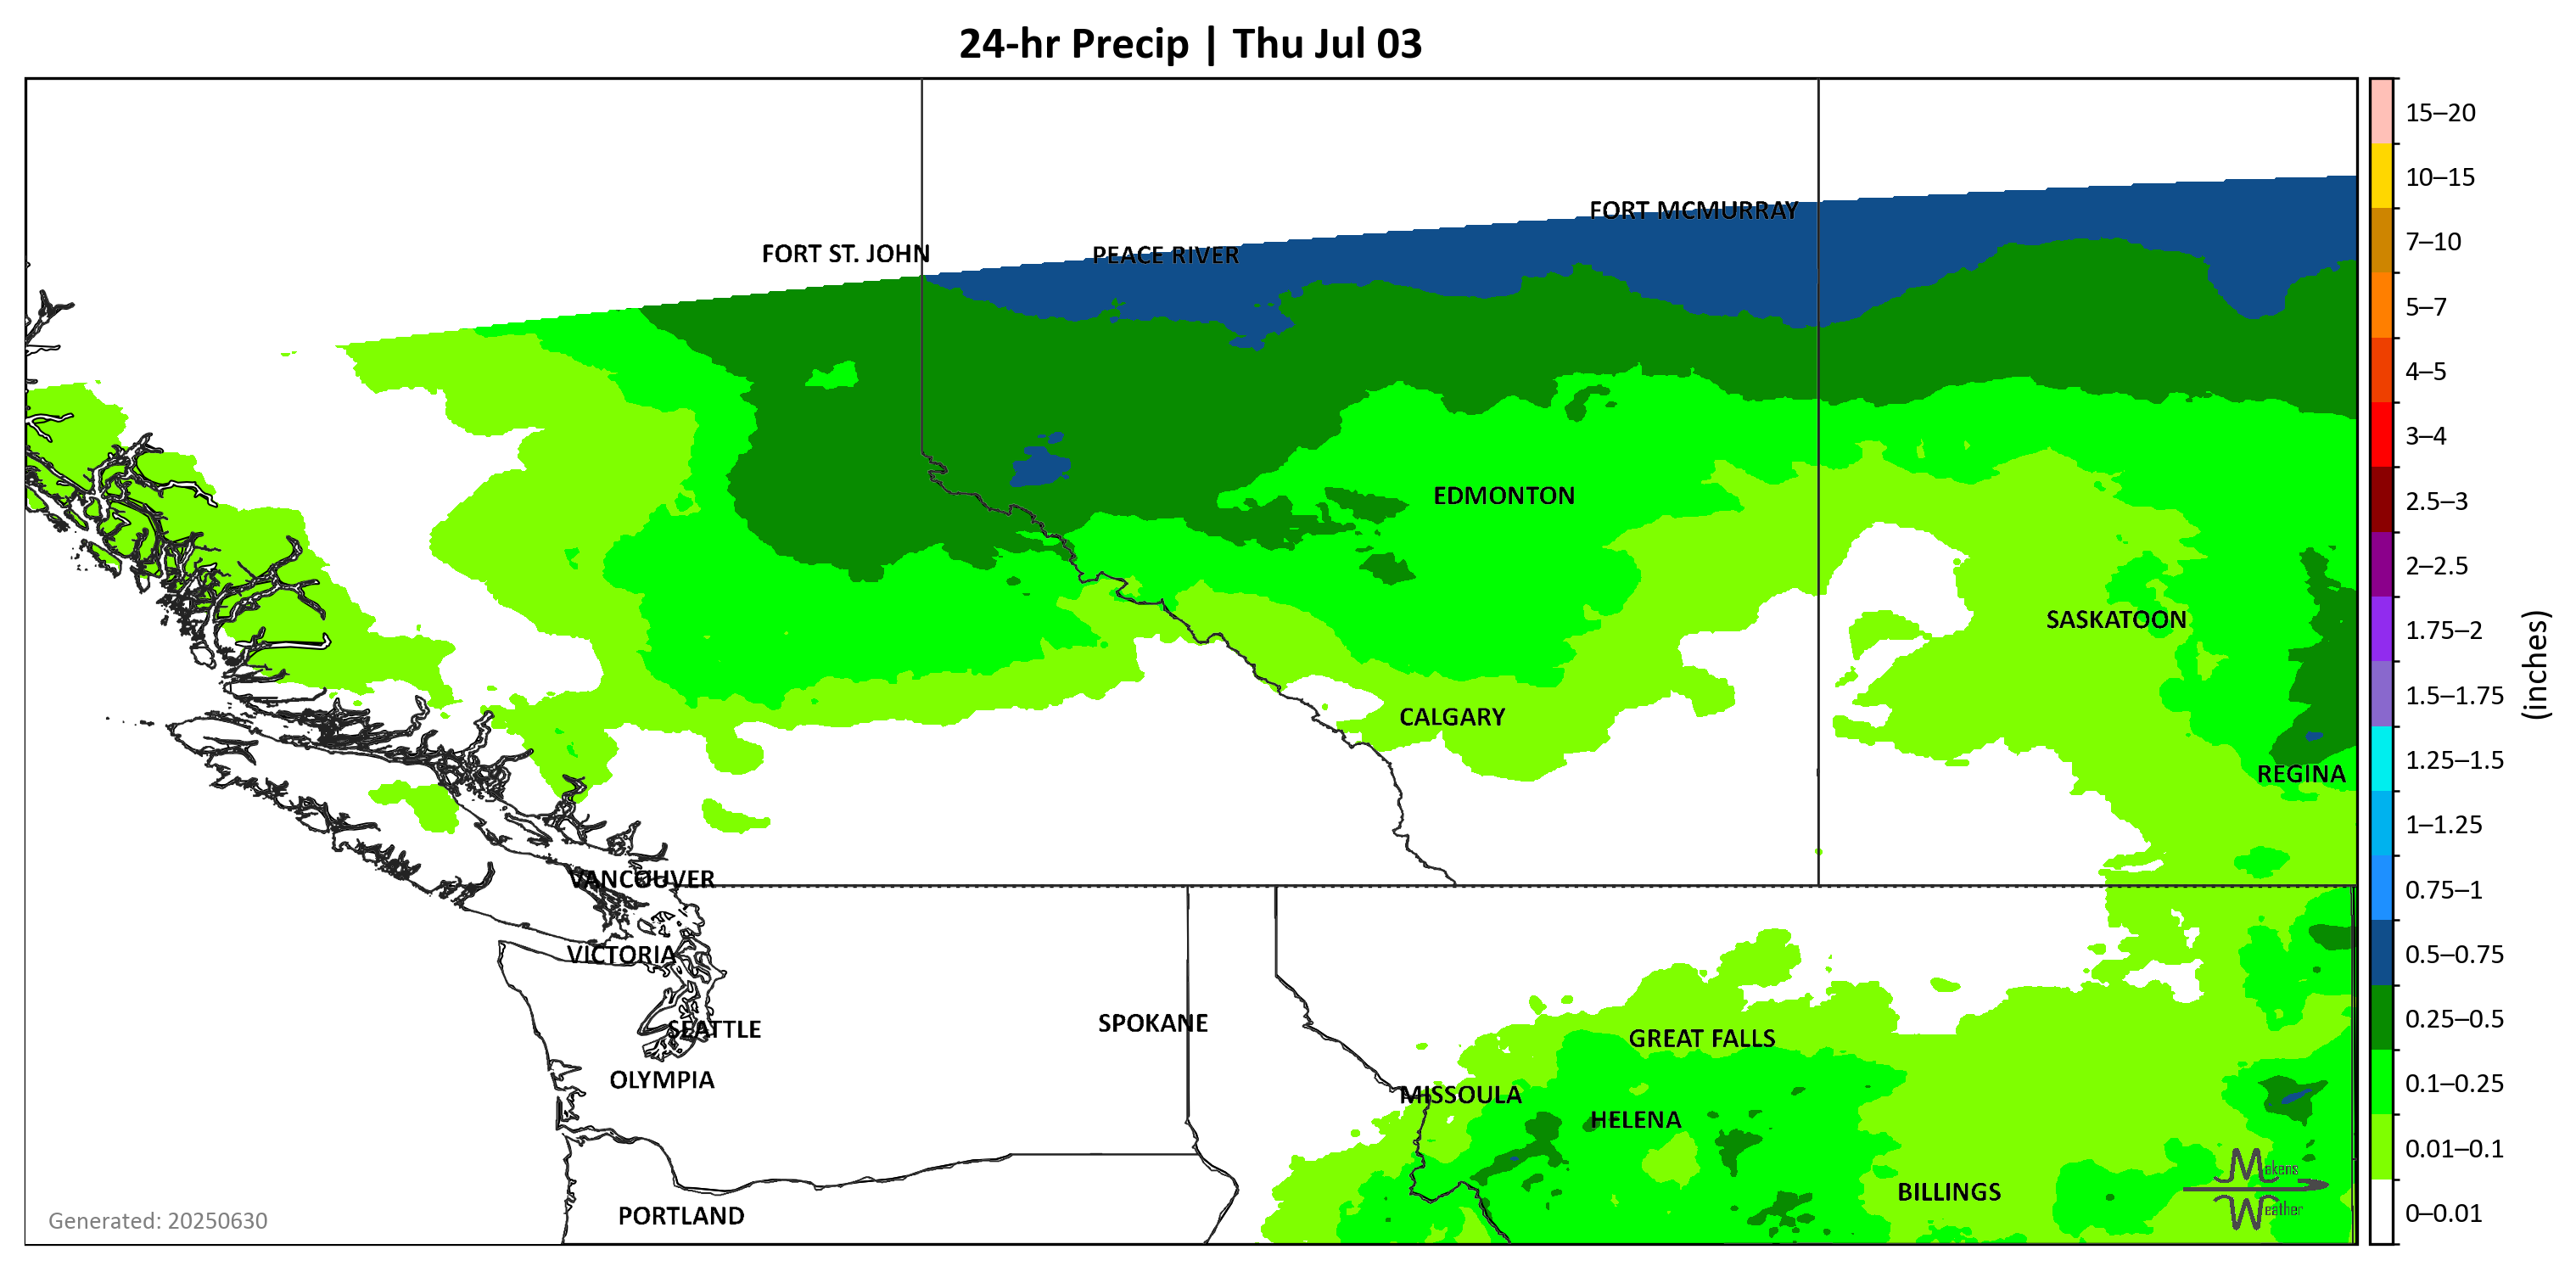 24-hr Precip | Thu Jul 03
15–20
10–15
7–10
5–7
4–5
3–4
2.5–3
2–2.5
1.75–2
1.5–1.75
1.25–1.5
1–1.25
0.75–1
0.5–0.75
0.25–0.5
0.1–0.25
0.01–0.1
0–0.01
(inches)
FORT MCMURRAY
FORT ST. JOHN
PEACE RIVER
EDMONTON
SASKATOON
CALGARY
REGINA
VANCOUVER
VICTORIA
SPOKANE
SEATTLE
GREAT FALLS
OLYMPIA
MISSOULA
HELENA
BILLINGS
PORTLAND
Makens
Weather
Generated: 20250630